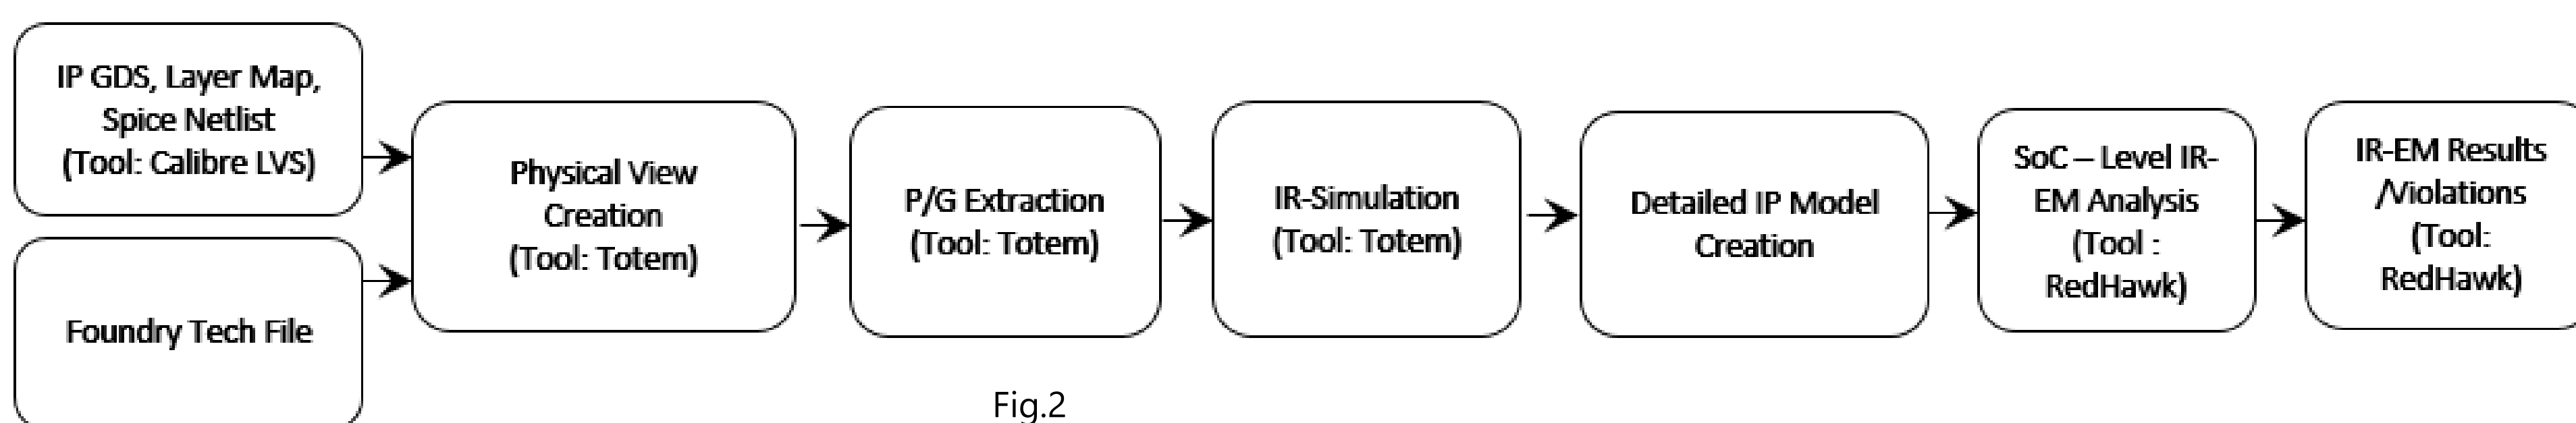 IP GDS, Layer Map,
Spice Netlist
(Tool: Calibre LVS)
Foundry Tech File
Physical View
Creation
(Tool: Totem)
P/G Extraction
(Tool: Totem)
IR-Simulation
(Tool: Totem)
Detailed IP Model
Creation
SoC – Level IR-
EM Analysis
(Tool :
RedHawk)
IR-EM Results
/Violations
(Tool:
RedHawk)
Fig.2